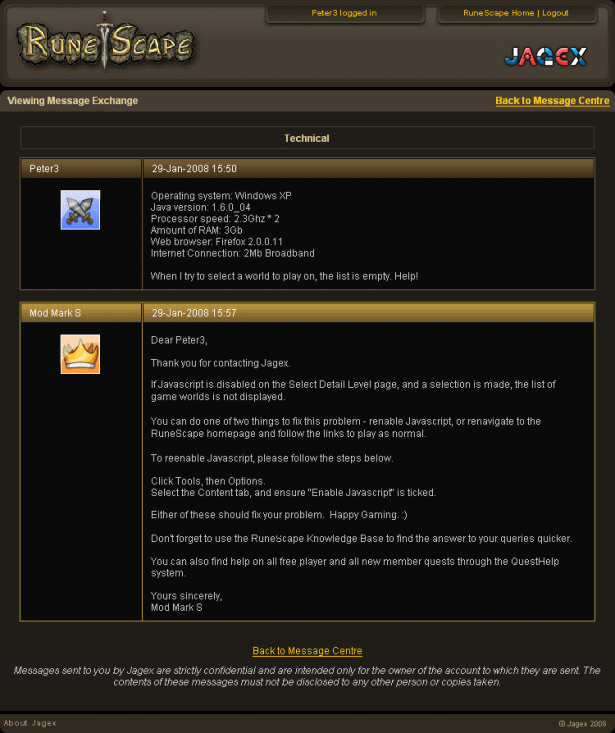 Peter3 logged in
RuneScape Home | Logout
RuneScape
JAGEX
Viewing Message Exchange
Back to Message Centre
Technical
Peter3
29-Jan-2008 15:50
Operating system: Windows XP
Java version: 1.6.0_04
Processor speed: 2.3Ghz * 2
Amount of RAM: 3Gb
Web browser: Firefox 2.0.0.11
Internet Connection: 2Mb Broadband
When I try to select a world to play on, the list is empty. Help!
Mod Mark S
29-Jan-2008 15:57
Dear Peter3,
Thank you for contacting Jagex.
If Javascript is disabled on the Select Detail Level page, and a selection is made, the list of
game worlds is not displayed.
You can do one of two things to fix this problem - renable Javascript, or renavigate to the
RuneScape homepage and follow the links to play as normal.
To reenable Javascript, please follow the steps below.
Click Tools, then Options.
Select the Content tab, and ensure "Enable Javascript" is ticked.
Either of these should fix your problem.  Happy Gaming. :)
Don't forget to use the RuneScape Knowledge Base to find the answer to your queries quicker.
You can also find help on all free player and all new member quests through the QuestHelp
system.
Yours sincerely,
Mod Mark S
Back to Message Centre
Messages sent to you by Jagex are strictly confidential and are intended only for the owner of the account to which they are sent. The
contents of these messages must not be disclosed to any other person or copies taken.
About Jagex
© Jagex 2008